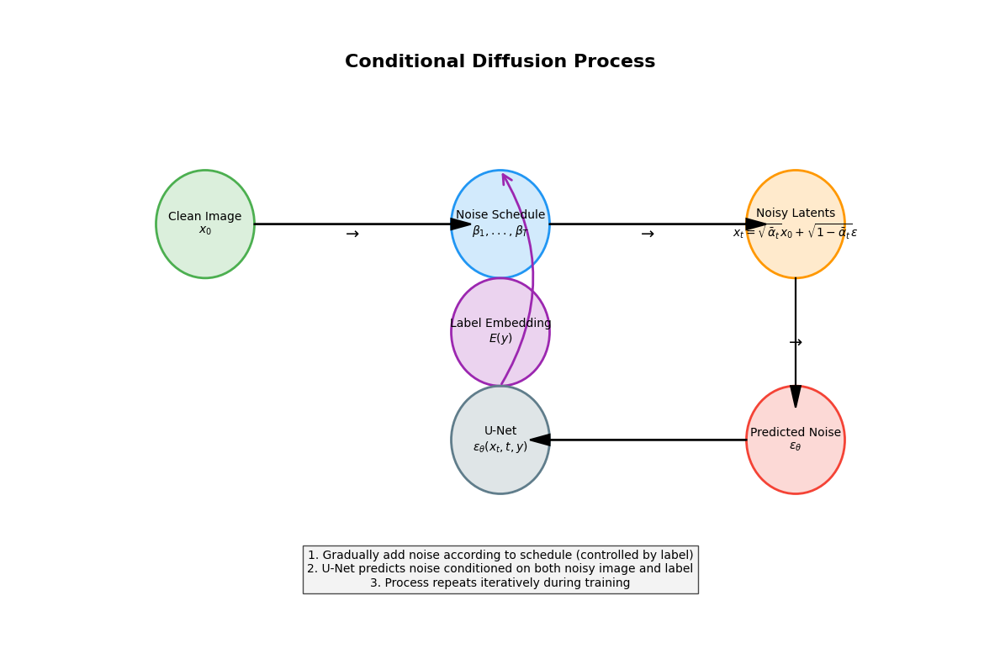 Conditional Diffusion Process
Clean Image
x₀
→
Noise Schedule
β₁, . . . , β_T
→
Noisy Latents
x_t = √ᾱ_t x₀ + √1 − ᾱ_t ε
Label Embedding
E(y)
→
U-Net
ε_θ(x_t, t, y)
Predicted Noise
ε_θ
1. Gradually add noise according to schedule (controlled by label)
2. U-Net predicts noise conditioned on both noisy image and label
3. Process repeats iteratively during training